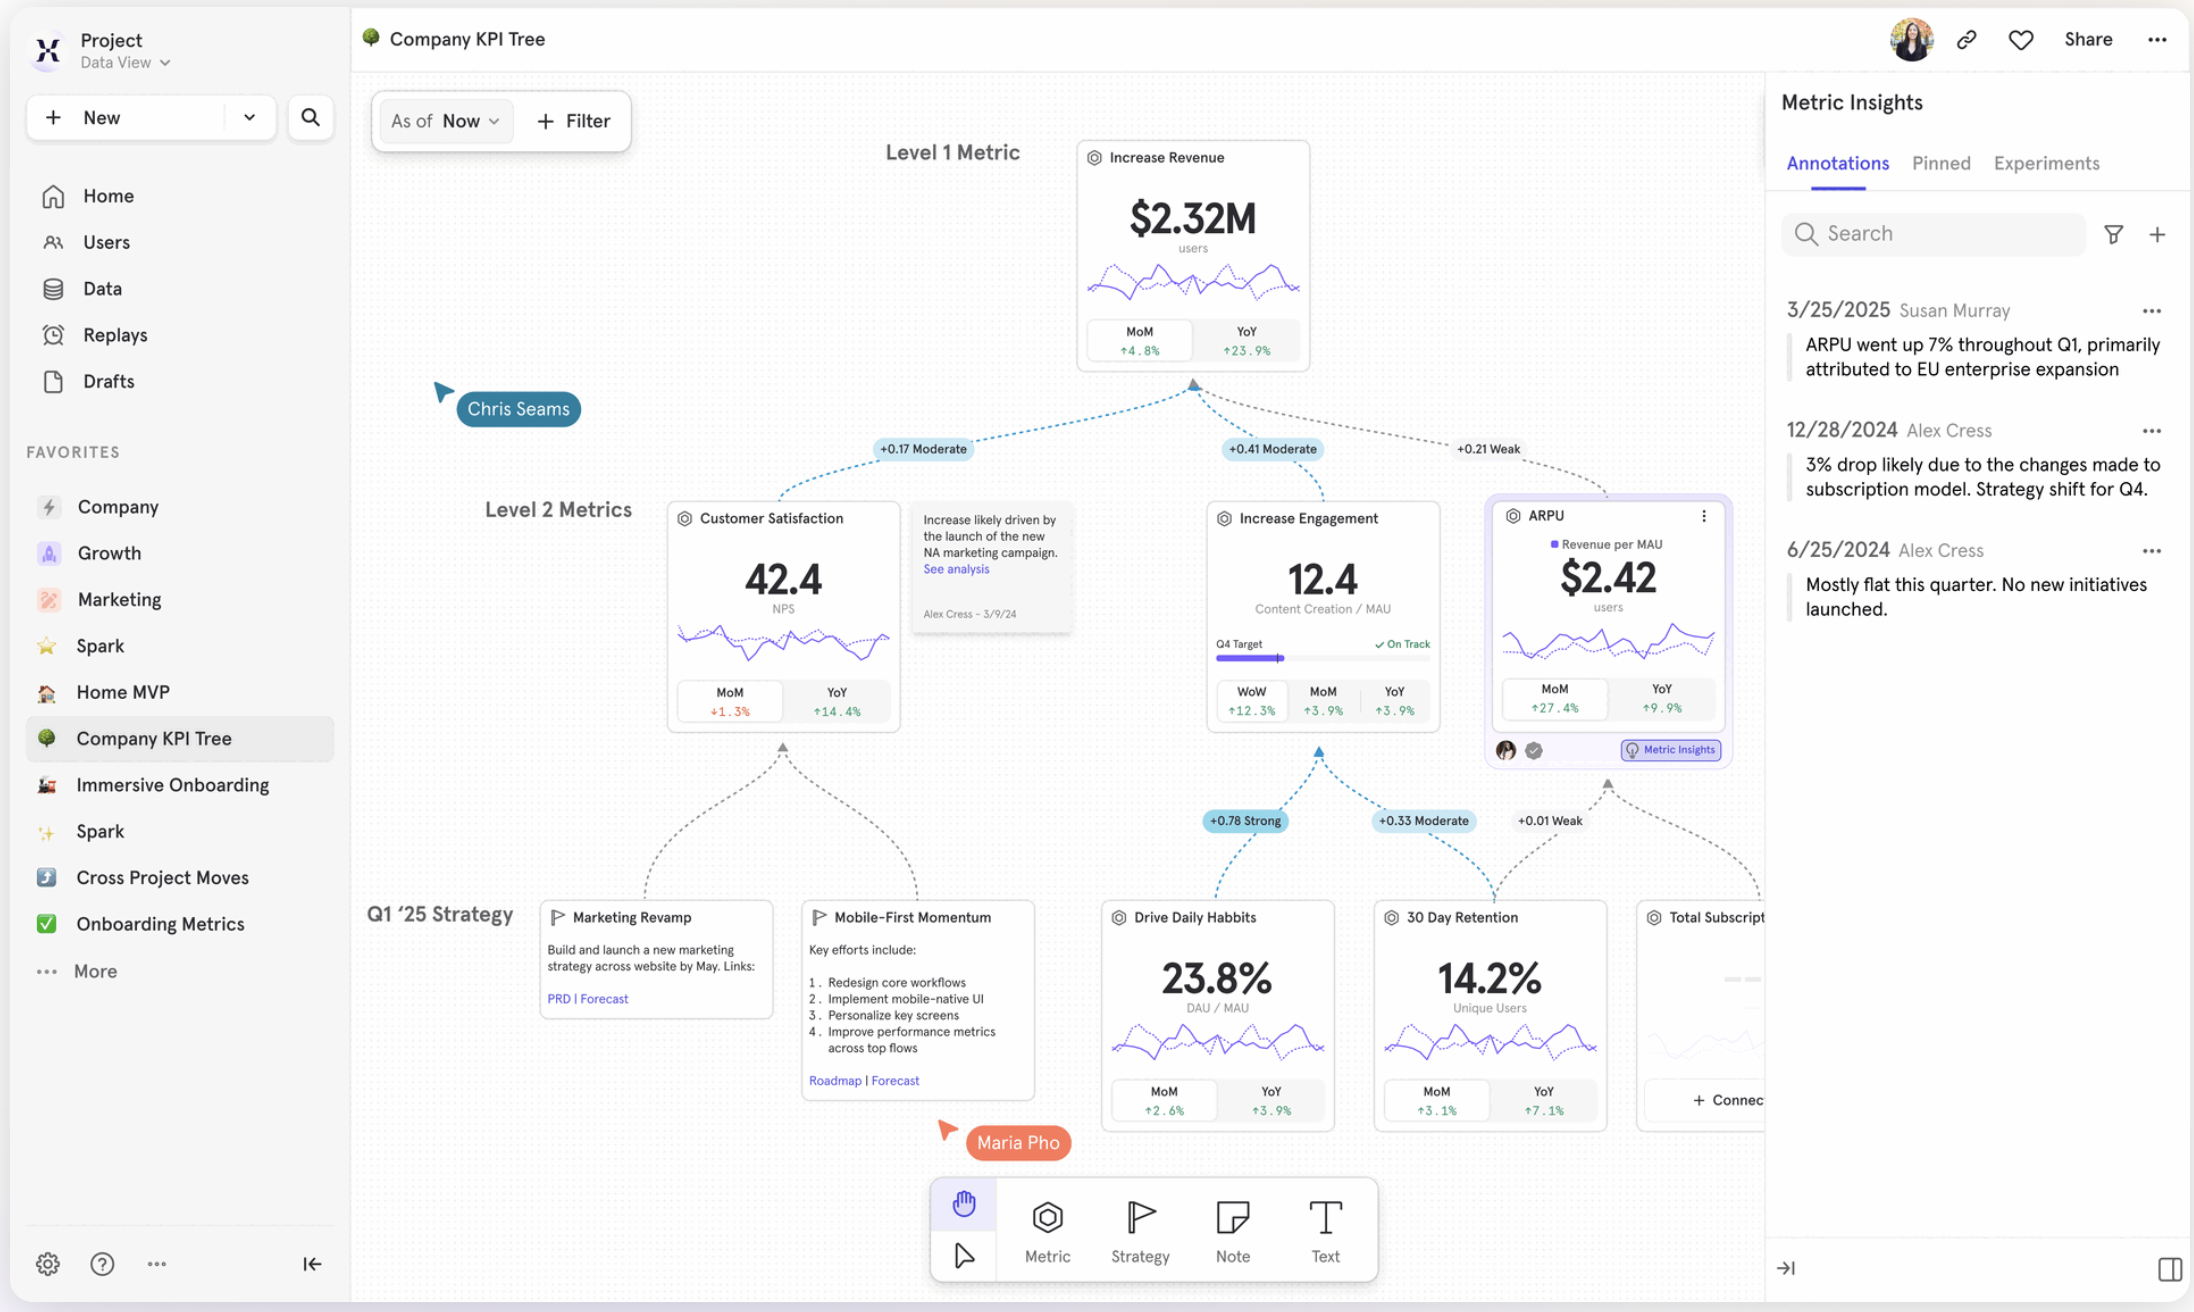 Project
Data View
New
Home
Users
Data
Replays
Drafts
FAVORITES
Company
Growth
Marketing
Spark
Home MVP
Company KPI Tree
Immersive Onboarding
Spark
Cross Project Moves
Onboarding Metrics
More
Company KPI Tree
Share
As of Now
+ Filter
Level 1 Metric
Increase Revenue
$2.32M
users
MoM
↑4.8%
YoY
↑23.9%
Chris Seams
+0.17 Moderate
+0.41 Moderate
+0.21 Weak
Level 2 Metrics
Customer Satisfaction
42.4
NPS
MoM
↓1.3%
YoY
↑14.4%
Increase likely driven by
the launch of the new
NA marketing campaign.
See analysis
Alex Cress - 3/9/24
Increase Engagement
12.4
Content Creation / MAU
Q4 Target
On Track
WoW
↑12.3%
MoM
↑3.9%
YoY
↑3.9%
ARPU
Revenue per MAU
$2.42
users
MoM
↑27.4%
YoY
↑9.9%
Metric Insights
+0.78 Strong
+0.33 Moderate
+0.01 Weak
Q1 ‘25 Strategy
Marketing Revamp
Build and launch a new marketing
strategy across website by May. Links:
PRD | Forecast
Mobile-First Momentum
Key efforts include:
1. Redesign core workflows
2. Implement mobile-native UI
3. Personalize key screens
4. Improve performance metrics
across top flows
Roadmap | Forecast
Drive Daily Habbits
23.8%
DAU / MAU
MoM
↑2.6%
YoY
↑3.9%
30 Day Retention
14.2%
Unique Users
MoM
↑3.1%
YoY
↑7.1%
Total Subscript
+ Connec
Maria Pho
Metric
Strategy
Note
Text
Metric Insights
Annotations
Pinned
Experiments
Search
3/25/2025 Susan Murray
ARPU went up 7% throughout Q1, primarily
attributed to EU enterprise expansion
12/28/2024 Alex Cress
3% drop likely due to the changes made to
subscription model. Strategy shift for Q4.
6/25/2024 Alex Cress
Mostly flat this quarter. No new initiatives
launched.